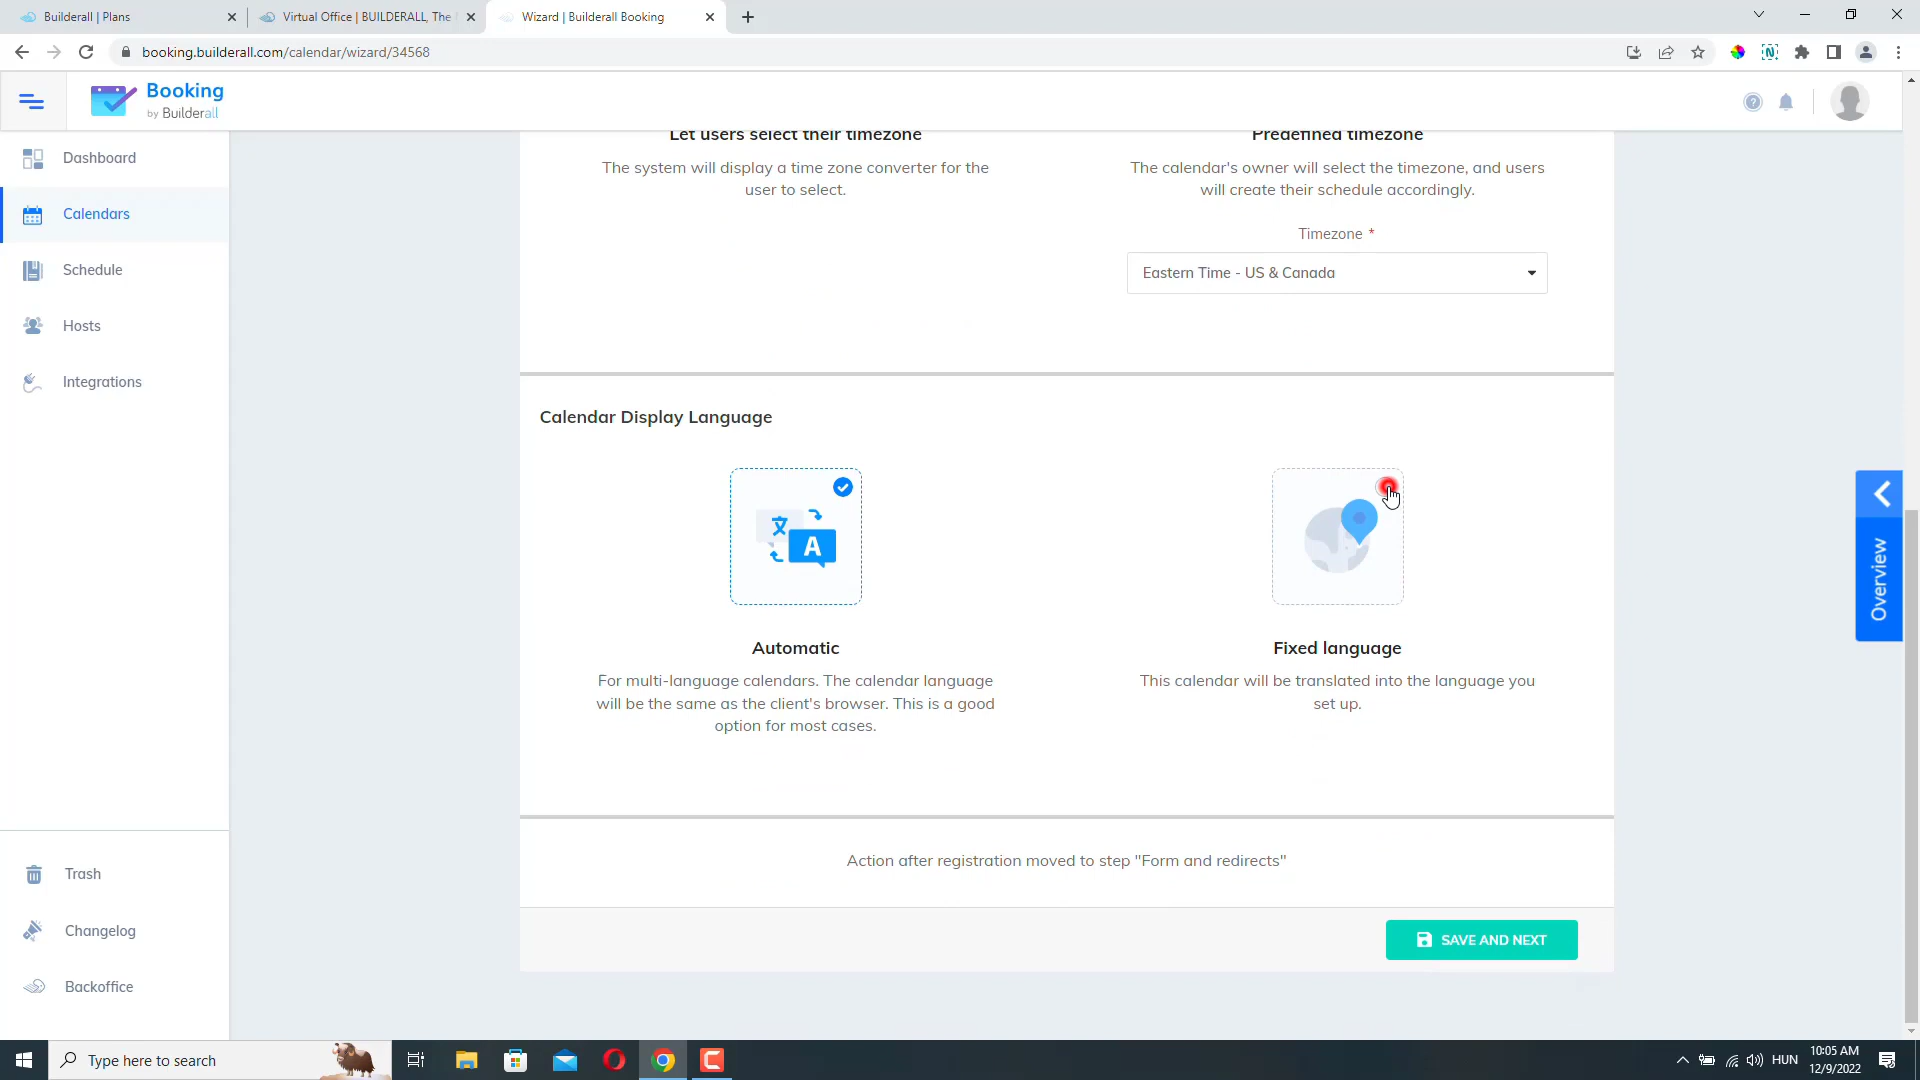 Builderall | Plans
Virtual Office | BUILDERALL, The
Wizard | Builderall Booking
booking.builderall.com/calendar/wizard/34568
Booking
by Builderall
Dashboard
Calendars
Schedule
Hosts
Integrations
Trash
Changelog
Backoffice
Let users select their timezone
The system will display a time zone converter for the
user to select.
Predefined timezone
The calendar's owner will select the timezone, and users
will create their schedule accordingly.
Timezone *
Eastern Time - US & Canada
Calendar Display Language
文
A
Automatic
For multi-language calendars. The calendar language
will be the same as the client's browser. This is a good
option for most cases.
Fixed language
This calendar will be translated into the language you
set up.
Action after registration moved to step "Form and redirects"
SAVE AND NEXT
Overview
Type here to search
HUN
10:05 AM
12/9/2022